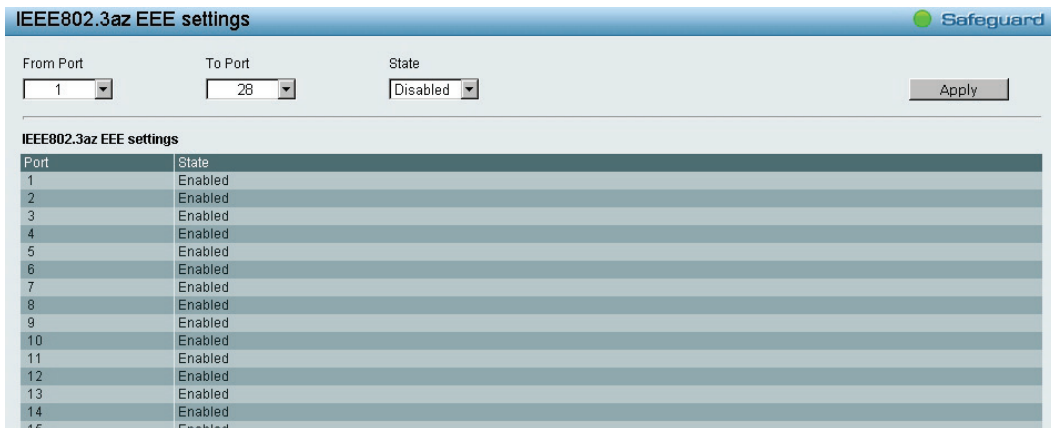 IEEE802.3az EEE settings
Safeguard
From Port To Port State
1 28 Disabled Apply
IEEE802.3az EEE settings
Port State
1 Enabled
2 Enabled
3 Enabled
4 Enabled
5 Enabled
6 Enabled
7 Enabled
8 Enabled
9 Enabled
10 Enabled
11 Enabled
12 Enabled
13 Enabled
14 Enabled